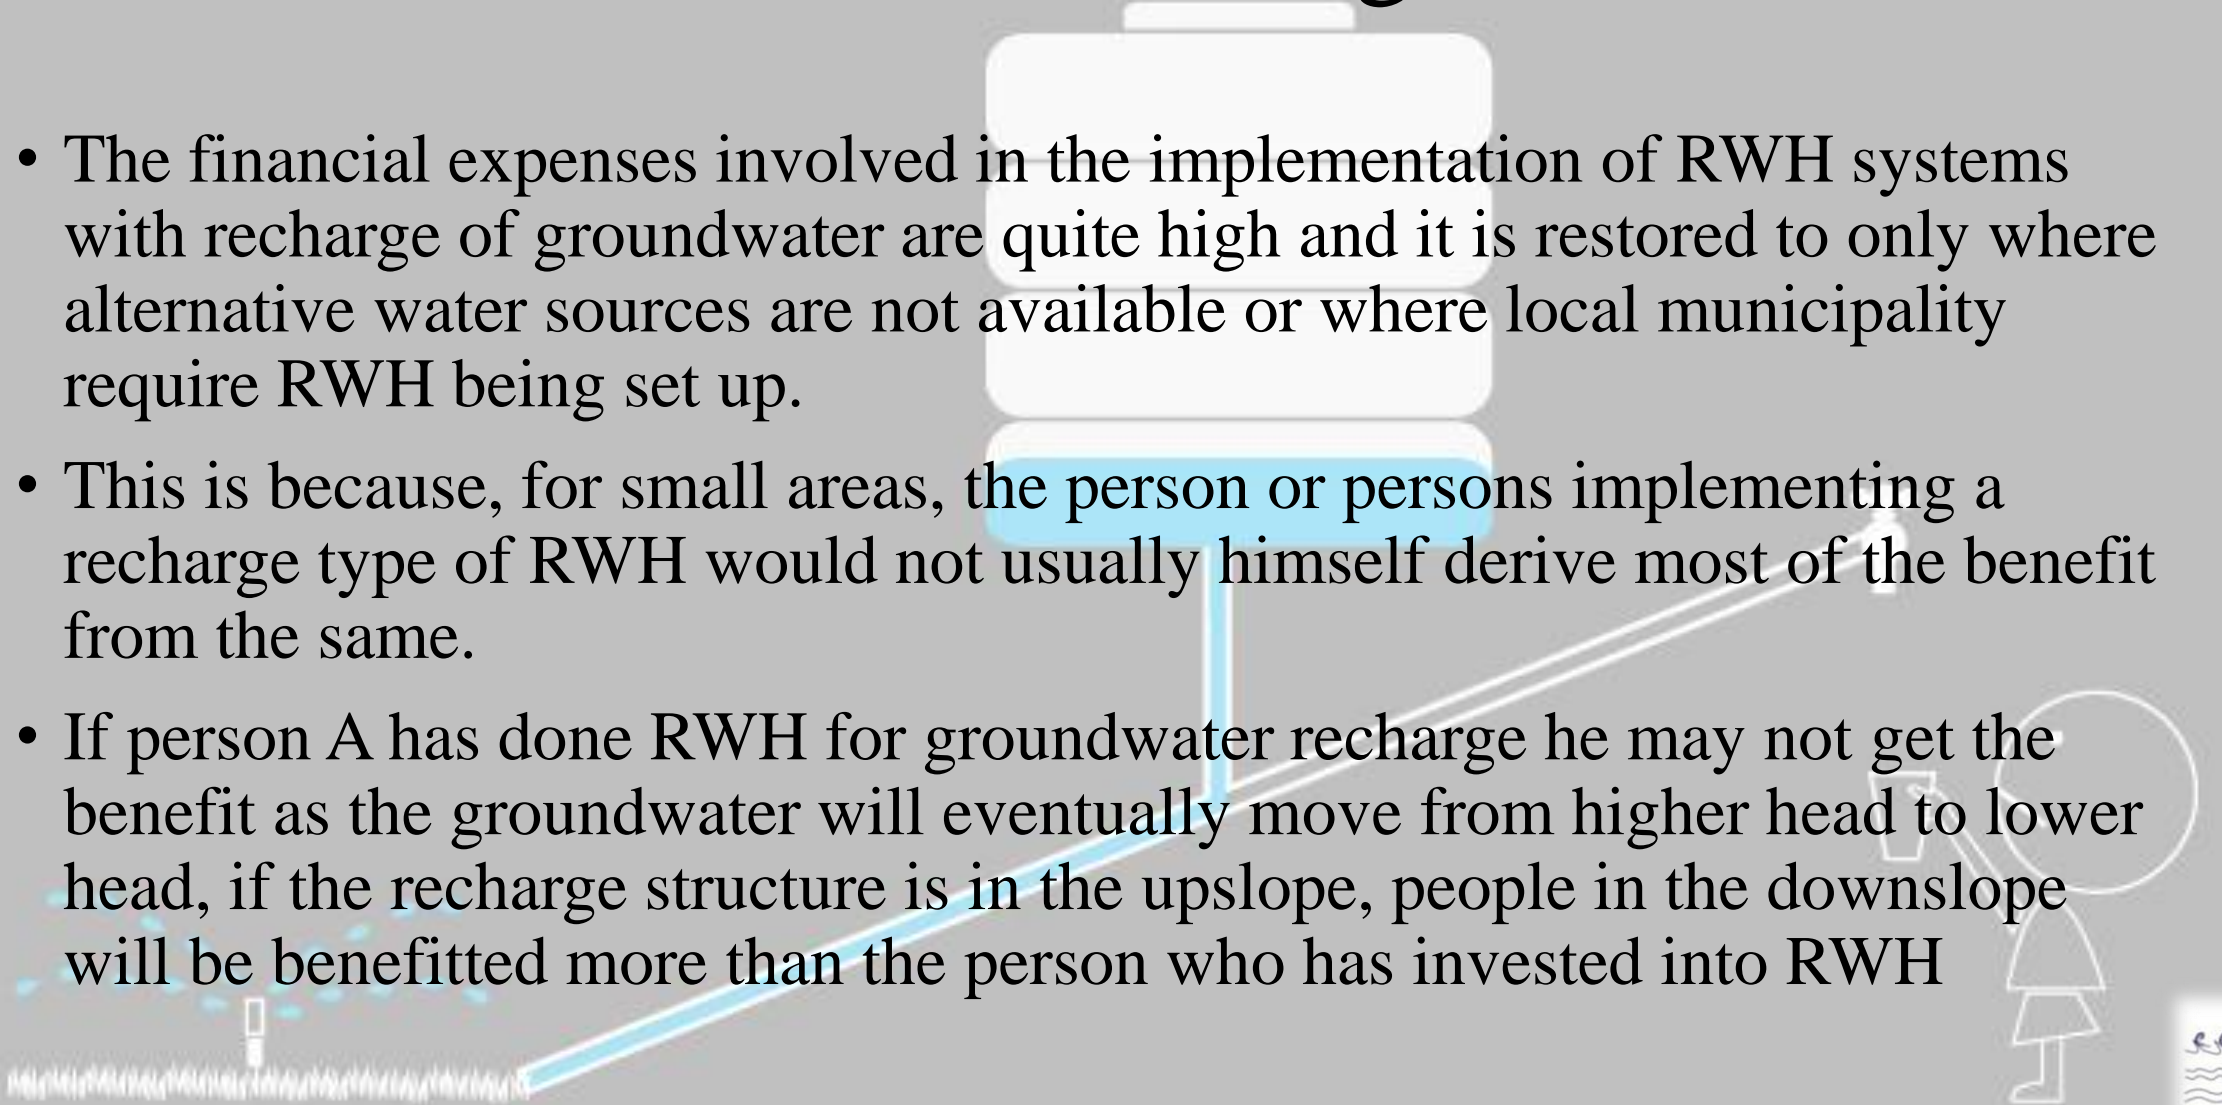 • The financial expenses involved in the implementation of RWH systems
with recharge of groundwater are quite high and it is restored to only where
alternative water sources are not available or where local municipality
require RWH being set up.
• This is because, for small areas, the person or persons implementing a
recharge type of RWH would not usually himself derive most of the benefit
from the same.
• If person A has done RWH for groundwater recharge he may not get the
benefit as the groundwater will eventually move from higher head to lower
head, if the recharge structure is in the upslope, people in the downslope
will be benefitted more than the person who has invested into RWH